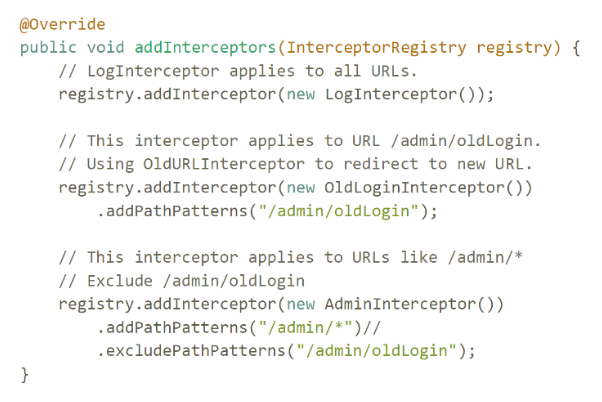 @Override
public void addInterceptors(InterceptorRegistry registry) {
    // LogInterceptor applies to all URLs.
    registry.addInterceptor(new LogInterceptor());

    // This interceptor applies to URL /admin/oldLogin.
    // Using OldURLInterceptor to redirect to new URL.
    registry.addInterceptor(new OldLoginInterceptor())
        .addPathPatterns("/admin/oldLogin");

    // This interceptor applies to URLs like /admin/*
    // Exclude /admin/oldLogin
    registry.addInterceptor(new AdminInterceptor())
        .addPathPatterns("/admin/*")//
        .excludePathPatterns("/admin/oldLogin");
}